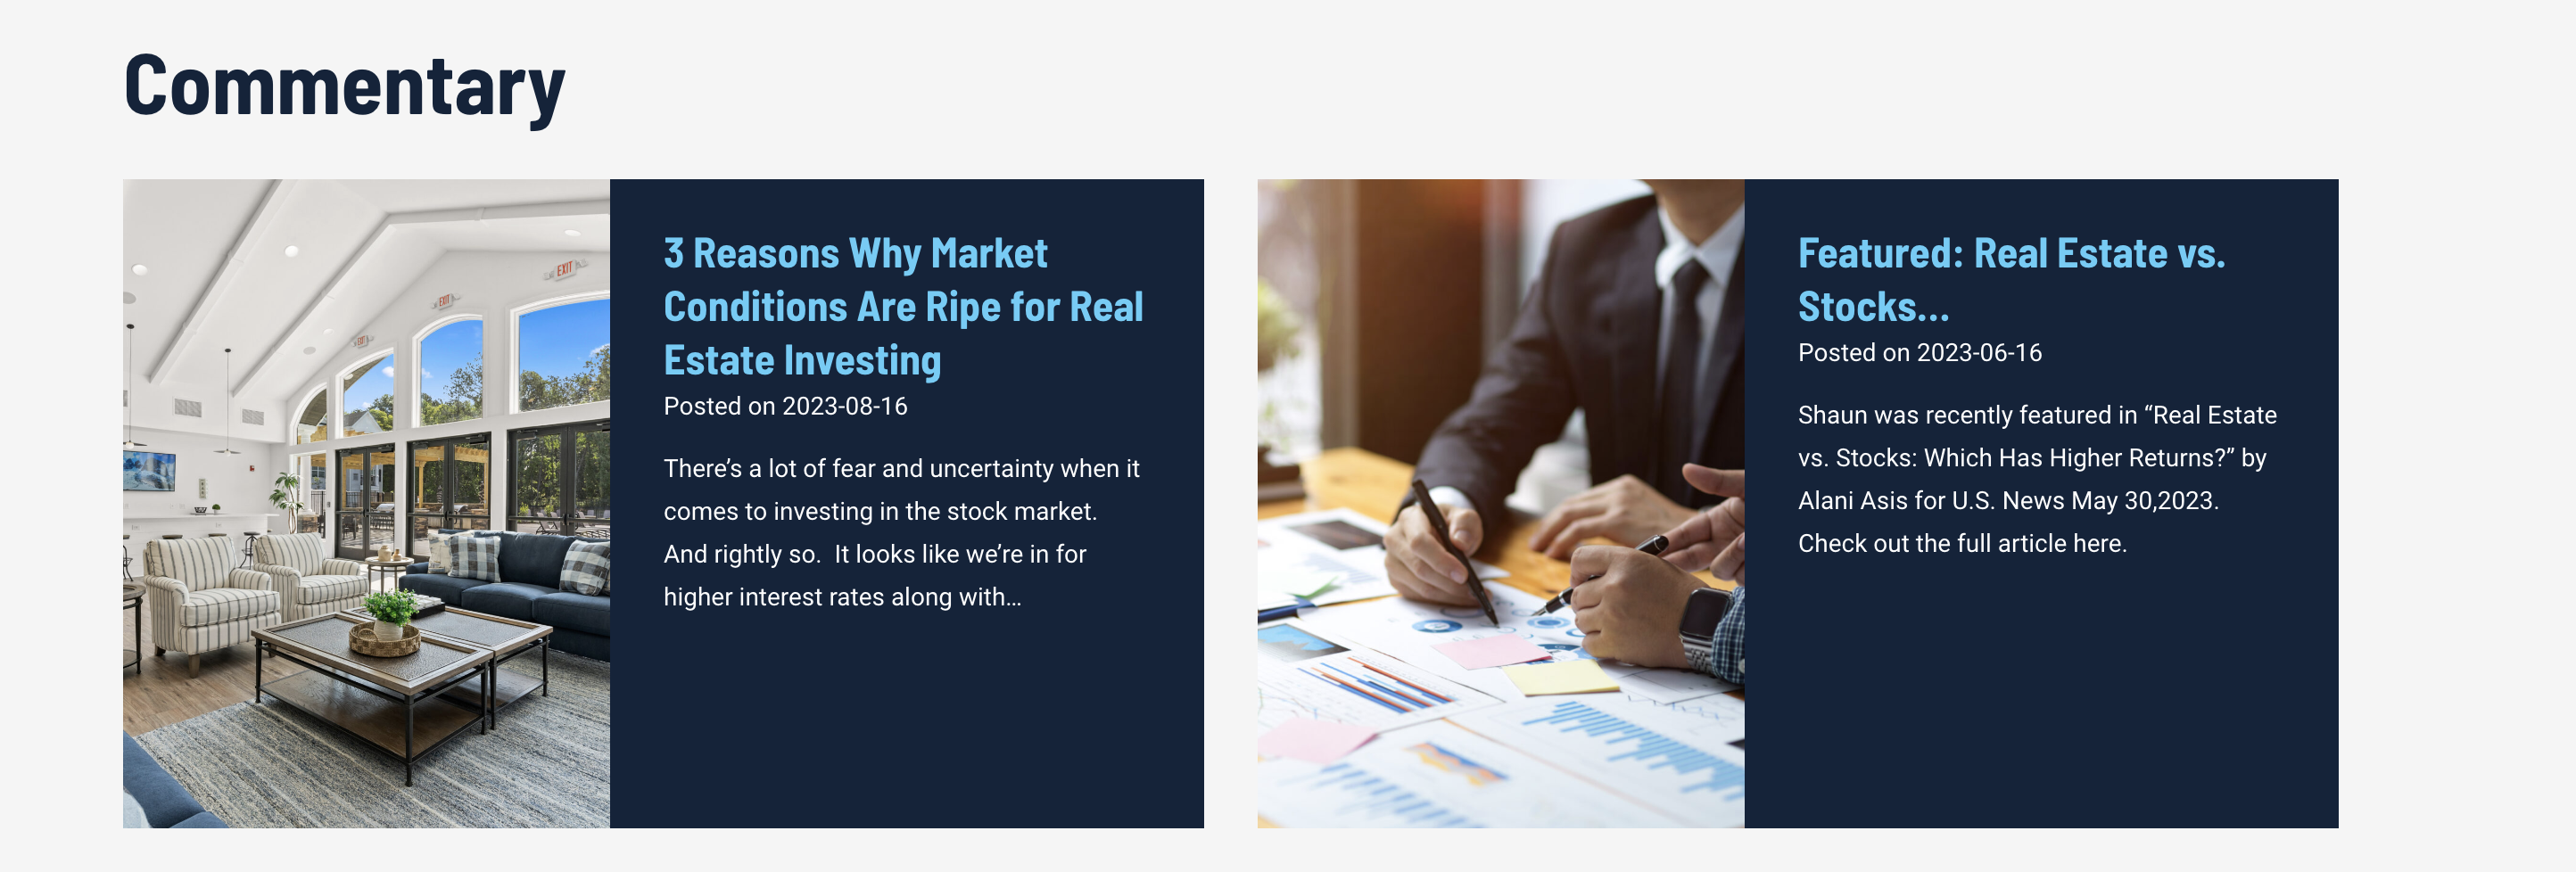 Commentary
3 Reasons Why Market
Conditions Are Ripe for Real
Estate Investing
Posted on 2023-08-16
There’s a lot of fear and uncertainty when it
comes to investing in the stock market.
And rightly so.  It looks like we’re in for
higher interest rates along with…
EXIT
EXIT
EXIT
Featured: Real Estate vs.
Stocks…
Posted on 2023-06-16
Shaun was recently featured in “Real Estate
vs. Stocks: Which Has Higher Returns?” by
Alani Asis for U.S. News May 30,2023.
Check out the full article here.